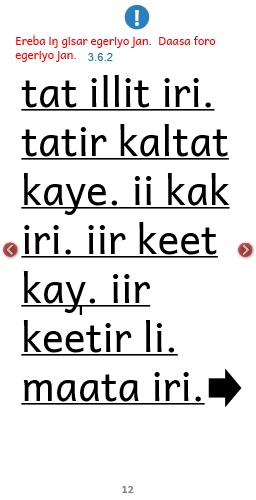 !
Ereba lŋ gisar egeriyo jan. Daasa foro
egeriyo jan. 3.6.2
tat illit iri.
tatir kaltat
kaye. ii kak
iri. iir keet
kay. iir
keetir li.
maata iri.
12